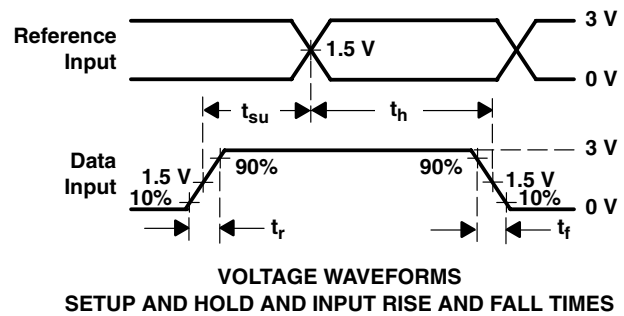 Reference
Input
3 V
1.5 V
0 V
tsu
th
Data
Input
3 V
1.5 V
10%
90%
90%
1.5 V
10%
0 V
tr
tf
VOLTAGE WAVEFORMS
SETUP AND HOLD AND INPUT RISE AND FALL TIMES